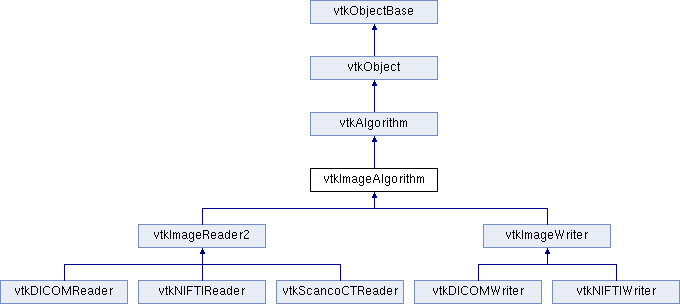 vtkObjectBase
vtkObject
vtkAlgorithm
vtkImageAlgorithm
vtkImageReader2
vtkImageWriter
vtkDICOMReader
vtkNIFTIReader
vtkScancoCTReader
vtkDICOMWriter
vtkNIFTIWriter